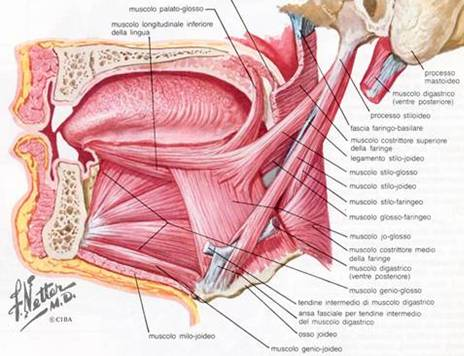 muscolo palato-glosso
muscolo longitudinale inferiore
della lingua
processo
mastoideo
muscolo digastrico
(ventre posteriore)
processo stiloideo
fascia faringo-basilare
muscolo costrittore superiore
della faringe
legamento stilo-joideo
muscolo stilo-glosso
muscolo stilo-joideo
muscolo stilo-faringeo
muscolo glosso-faringeo
muscolo jo-glosso
muscolo costrittore medio
della faringe
muscolo digastrico
(ventre posteriore)
muscolo genio-glosso
tendine intermedio di muscolo digastrico
ansa fasciale per tendine intermedio
del muscolo digastrico
osso joideo
muscolo genio-joideo
muscolo milo-joideo
F. Netter
M.D.
©CIBA